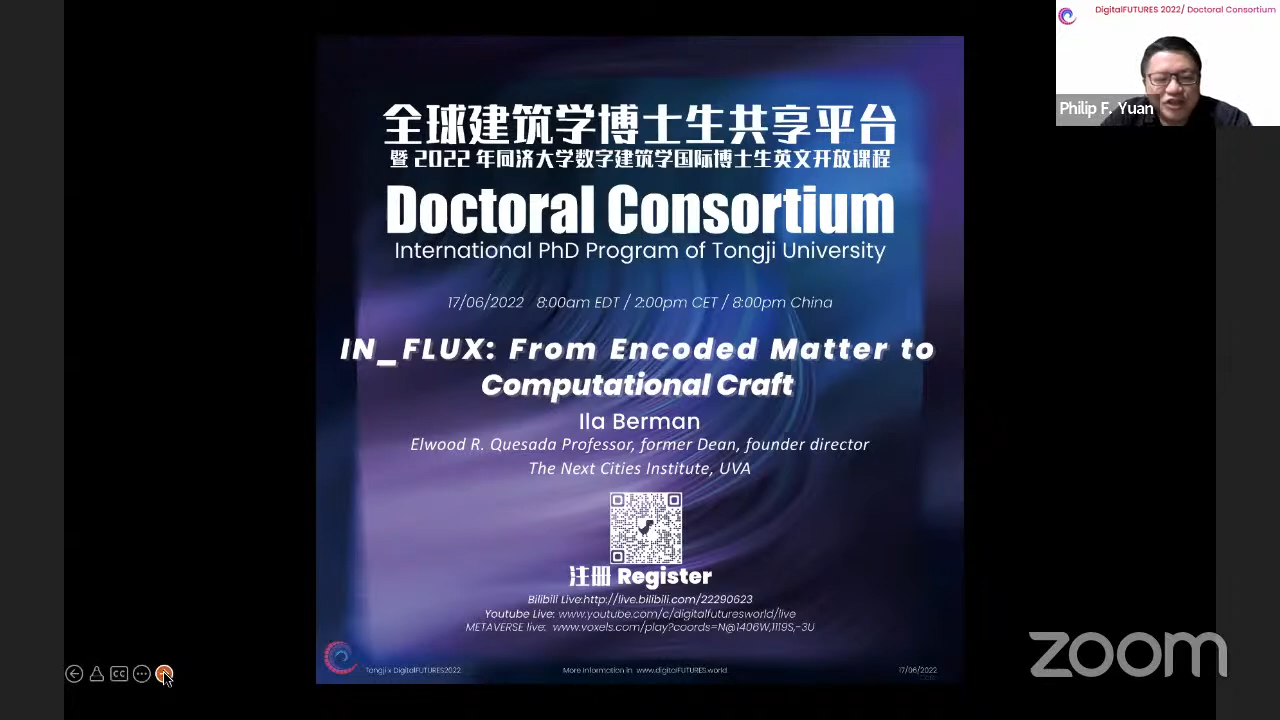 DigitalFUTURES 2022/ Doctoral Consortium
Philip F. Yuan
全球建筑学博士生共享平台
暨 2022 年同济大学数字建筑学国际博士生英文开放课程
Doctoral Consortium
International PhD Program of Tongji University
17/06/2022 8:00am EDT / 2:00pm CET / 8:00pm China
IN_FLUX: From Encoded Matter to
Computational Craft
Ila Berman
Elwood R. Quesada Professor, former Dean, founder director
The Next Cities Institute, UVA
注册 Register
Bilibili Live:http://live.bilibili.com/22290623
Youtube Live: www.youtube.com/c/digitalfuturesworld/live
METAVERSE live: www.voxels.com/play?coords=N@1406W,1119S,-3U
Tongji x DigitalFUTURES2022
More Information in www.digitalFUTURES.world
17/06/2022
CC
zoom